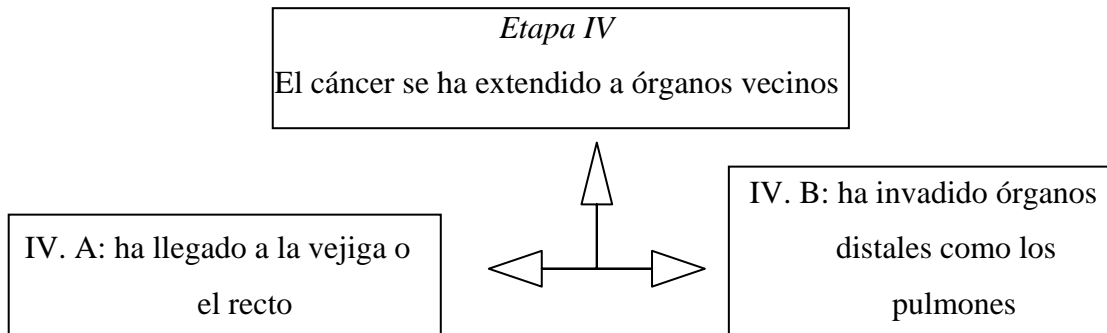 Etapa IV
El cáncer se ha extendido a órganos vecinos
IV. A: ha llegado a la vejiga o
el recto
IV. B: ha invadido órganos
distales como los
pulmones